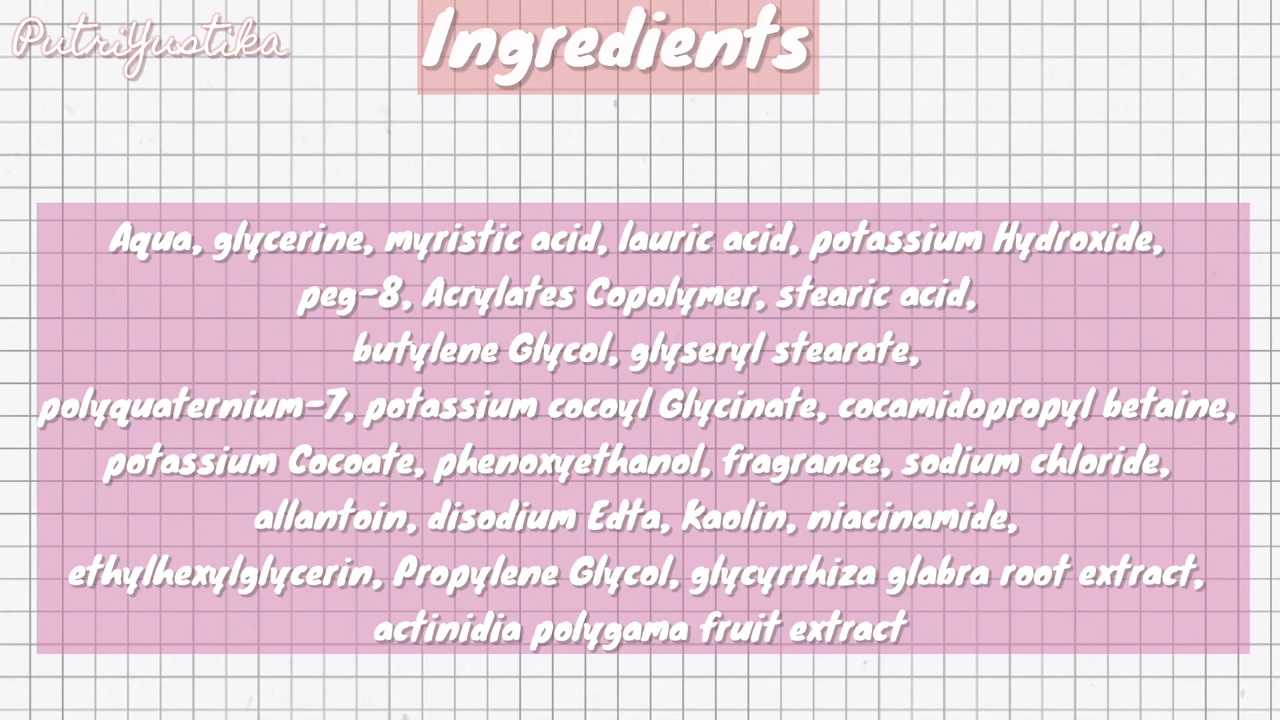 PutriYustika
Ingredients
Aqua, glycerine, myristic acid, lauric acid, potassium Hydroxide,
peg-8, Acrylates Copolymer, stearic acid,
butylene Glycol, glyseryl stearate,
polyquaternium-7, potassium cocoyl Glycinate, cocamidopropyl betaine,
potassium Cocoate, phenoxyethanol, fragrance, sodium chloride,
allantoin, disodium Edta, Kaolin, niacinamide,
ethylhexylglycerin, Propylene Glycol, glycyrrhiza glabra root extract,
actinidia polygama fruit extract